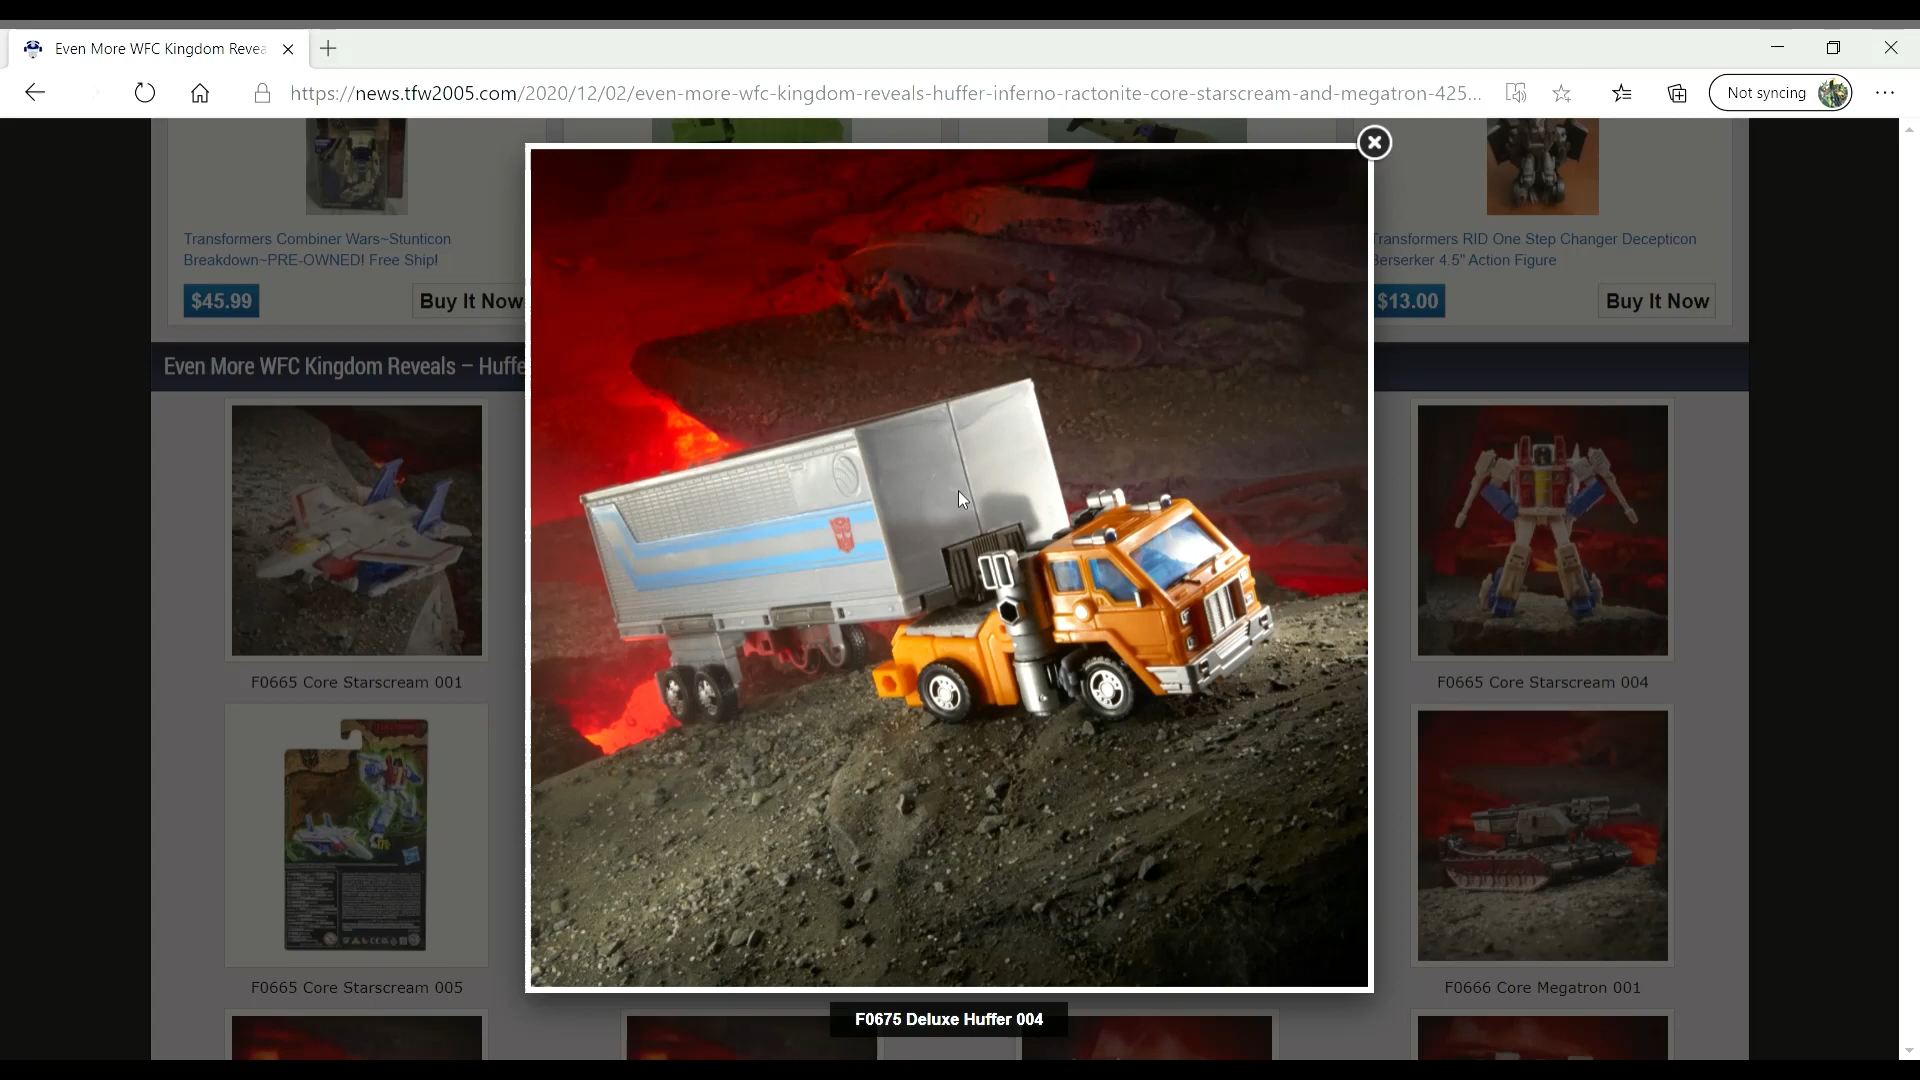 Even More WFC Kingdom Revea
https://news.tfw2005.com/2020/12/02/even-more-wfc-kingdom-reveals-huffer-inferno-ractonite-core-starscream-and-megatron-425...
Not syncing
Transformers Combiner Wars~Stunticon
Breakdown~PRE-OWNED! Free Ship!
$45.99
Buy It Now
Transformers RID One Step Changer Decepticon
Berserker 4.5" Action Figure
$13.00
Buy It Now
Even More WFC Kingdom Reveals – Huffe
F0665 Core Starscream 001
F0665 Core Starscream 004
F0665 Core Starscream 005
F0666 Core Megatron 001
F0675 Deluxe Huffer 004